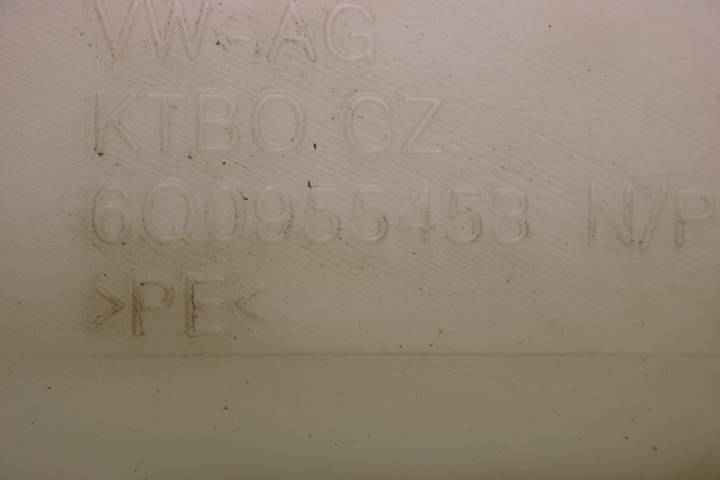 VW-AG
KTBO.CZ
6Q0955453 N/P
>PE<